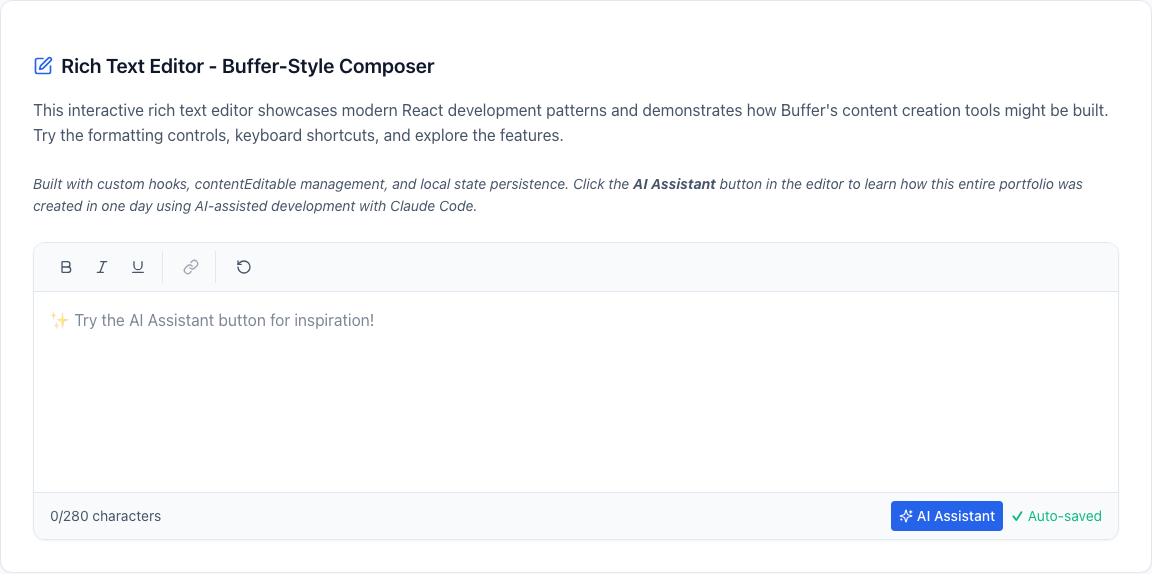 Rich Text Editor - Buffer-Style Composer
This interactive rich text editor showcases modern React development patterns and demonstrates how Buffer's content creation tools might be built.
Try the formatting controls, keyboard shortcuts, and explore the features.
Built with custom hooks, contentEditable management, and local state persistence. Click the AI Assistant button in the editor to learn how this entire portfolio was
created in one day using AI-assisted development with Claude Code.
B I U
✨ Try the AI Assistant button for inspiration!
0/280 characters AI Assistant ✓ Auto-saved